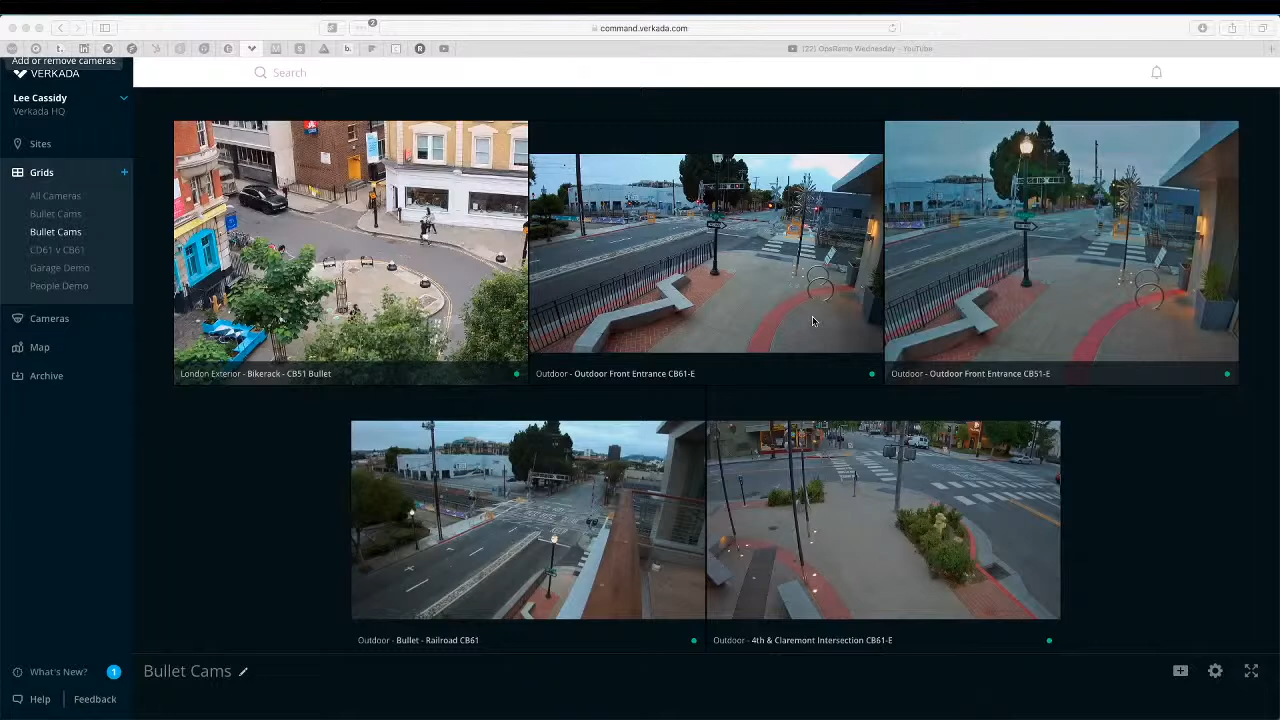 2
command.verkada.com
(22) OpsRamp Wednesday - YouTube
Add or remove cameras
VERKADA
Search
Lee Cassidy
Verkada HQ
Sites
Grids
All Cameras
Bullet Cams
Bullet Cams
CD61 v CB61
Garage Demo
People Demo
Cameras
Map
Archive
London Exterior - Bikerack - CB51 Bullet
Outdoor - Outdoor Front Entrance CB61-E
Outdoor - Outdoor Front Entrance CB51-E
Outdoor - Bullet - Railroad CB61
Outdoor - 4th & Claremont Intersection CB61-E
What's New?
1
Bullet Cams
Help
Feedback